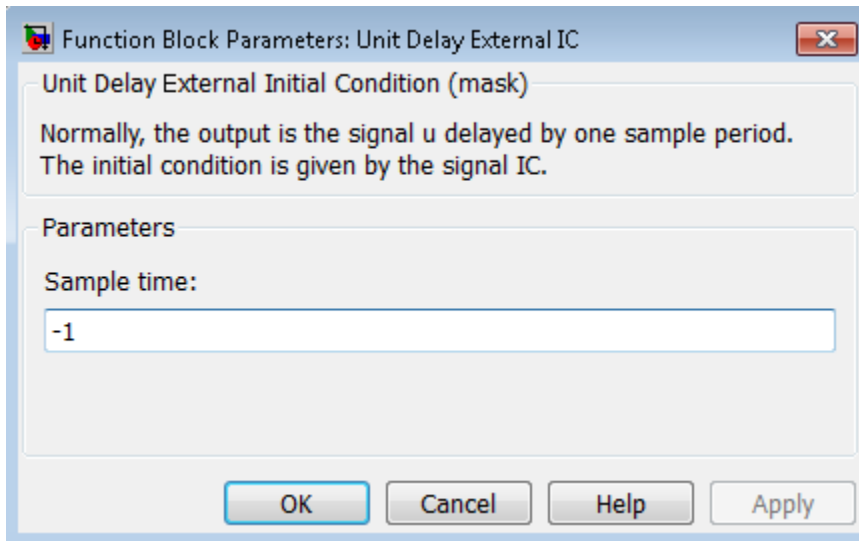 Function Block Parameters: Unit Delay External IC
Unit Delay External Initial Condition (mask)
Normally, the output is the signal u delayed by one sample period.
The initial condition is given by the signal IC.
Parameters
Sample time:
-1
OK Cancel Help Apply